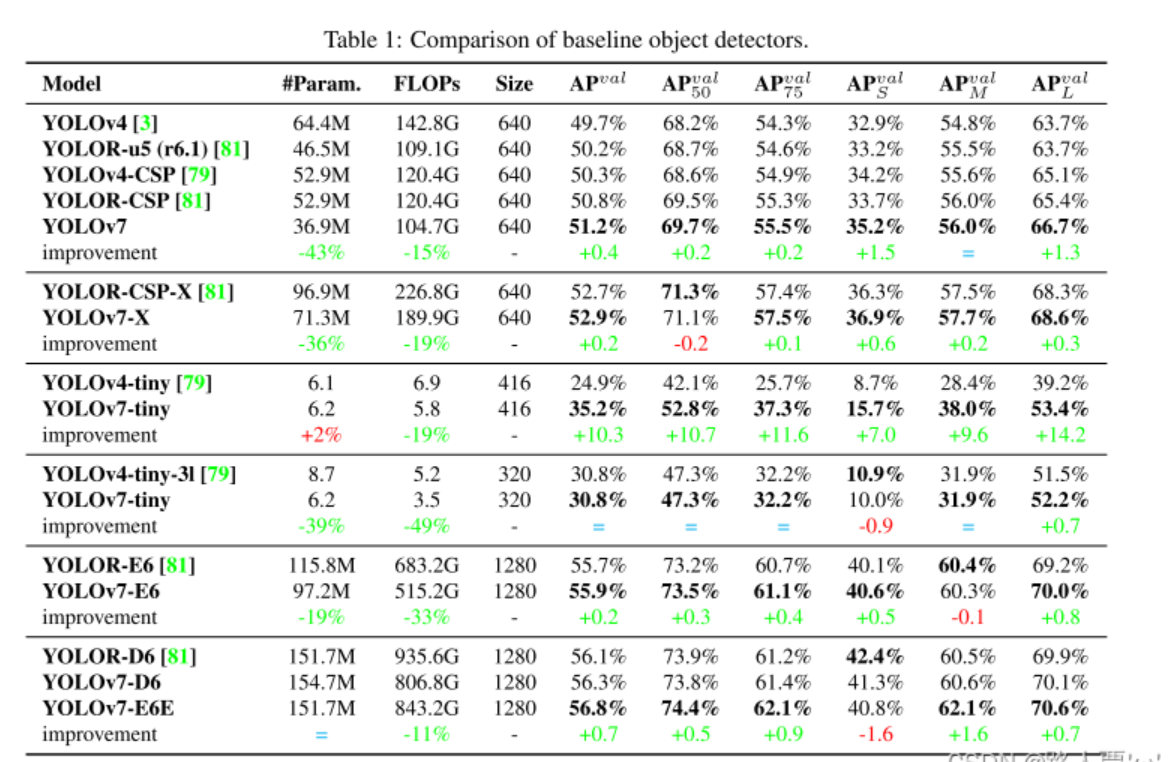 Table 1: Comparison of baseline object detectors.
Model #Param. FLOPs Size AP^{val} AP^{val}_{50} AP^{val}_{75} AP^{val}_{S} AP^{val}_{M} AP^{val}_{L}
YOLOv4 [3] 64.4M 142.8G 640 49.7% 68.2% 54.3% 32.9% 54.8% 63.7%
YOLOR-u5 (r6.1) [81] 46.5M 109.1G 640 50.2% 68.7% 54.6% 33.2% 55.5% 63.7%
YOLOv4-CSP [79] 52.9M 120.4G 640 50.3% 68.6% 54.9% 34.2% 55.6% 65.1%
YOLOR-CSP [81] 52.9M 120.4G 640 50.8% 69.5% 55.3% 33.7% 56.0% 65.4%
YOLOv7 36.9M 104.7G 640 51.2% 69.7% 55.5% 35.2% 56.0% 66.7%
improvement -43% -15% - +0.4 +0.2 +0.2 +1.5 = +1.3
YOLOR-CSP-X [81] 96.9M 226.8G 640 52.7% 71.3% 57.4% 36.3% 57.5% 68.3%
YOLOv7-X 71.3M 189.9G 640 52.9% 71.1% 57.5% 36.9% 57.7% 68.6%
improvement -36% -19% - +0.2 -0.2 +0.1 +0.6 +0.2 +0.3
YOLOv4-tiny [79] 6.1 6.9 416 24.9% 42.1% 25.7% 8.7% 28.4% 39.2%
YOLOv7-tiny 6.2 5.8 416 35.2% 52.8% 37.3% 15.7% 38.0% 53.4%
improvement +2% -19% - +10.3 +10.7 +11.6 +7.0 +9.6 +14.2
YOLOv4-tiny-3l [79] 8.7 5.2 320 30.8% 47.3% 32.2% 10.9% 31.9% 51.5%
YOLOv7-tiny 6.2 3.5 320 30.8% 47.3% 32.2% 10.0% 31.9% 52.2%
improvement -39% -49% - = = = -0.9 = +0.7
YOLOR-E6 [81] 115.8M 683.2G 1280 55.7% 73.2% 60.7% 40.1% 60.4% 69.2%
YOLOv7-E6 97.2M 515.2G 1280 55.9% 73.5% 61.1% 40.6% 60.3% 70.0%
improvement -19% -33% - +0.2 +0.3 +0.4 +0.5 -0.1 +0.8
YOLOR-D6 [81] 151.7M 935.6G 1280 56.1% 73.9% 61.2% 42.4% 60.5% 69.9%
YOLOv7-D6 154.7M 806.8G 1280 56.3% 73.8% 61.4% 41.3% 60.6% 70.1%
YOLOv7-E6E 151.7M 843.2G 1280 56.8% 74.4% 62.1% 40.8% 62.1% 70.6%
improvement = -11% - +0.7 +0.5 +0.9 -1.6 +1.6 +0.7